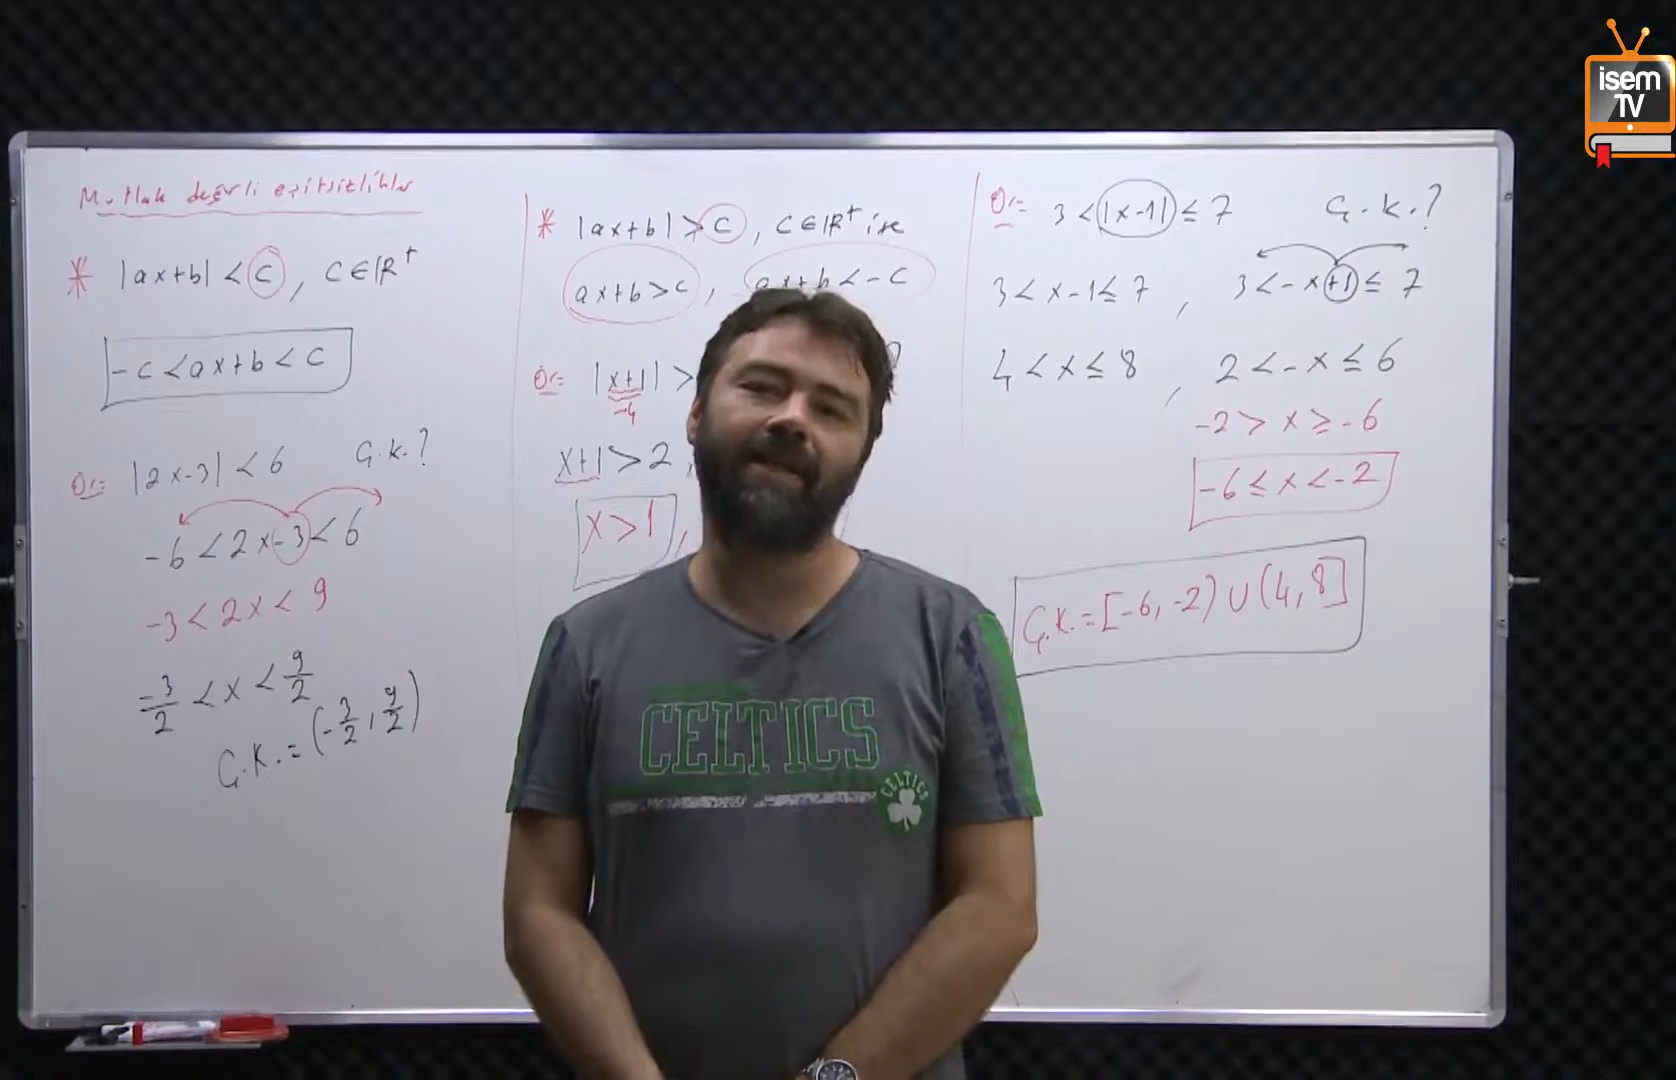 Mutlak değerli eşitsizlikler
* |ax+b| < c, c∈R⁺
-c < ax+b < c
Ör: |2x-3| < 6 Ç.K.?
-6 < 2x-3 < 6
-3 < 2x < 9
-3/2 < x < 9/2
Ç.K. = (-3/2, 9/2)
* |ax+b| > c, c∈R⁺ ise
ax+b > c, ax+b < -c
Ör: |x+1| >
-4
x+1 > 2,
x > 1,
Ör: 3 < |x-1| ≤ 7 Ç.K.?
3 < x-1 ≤ 7, 3 < -x+1 ≤ 7
4 < x ≤ 8, 2 < -x ≤ 6
-2 > x ≥ -6
-6 ≤ x < -2
Ç.K. = [-6, -2) ∪ (4, 8]
CELTICS
CELTICS
isem
TV